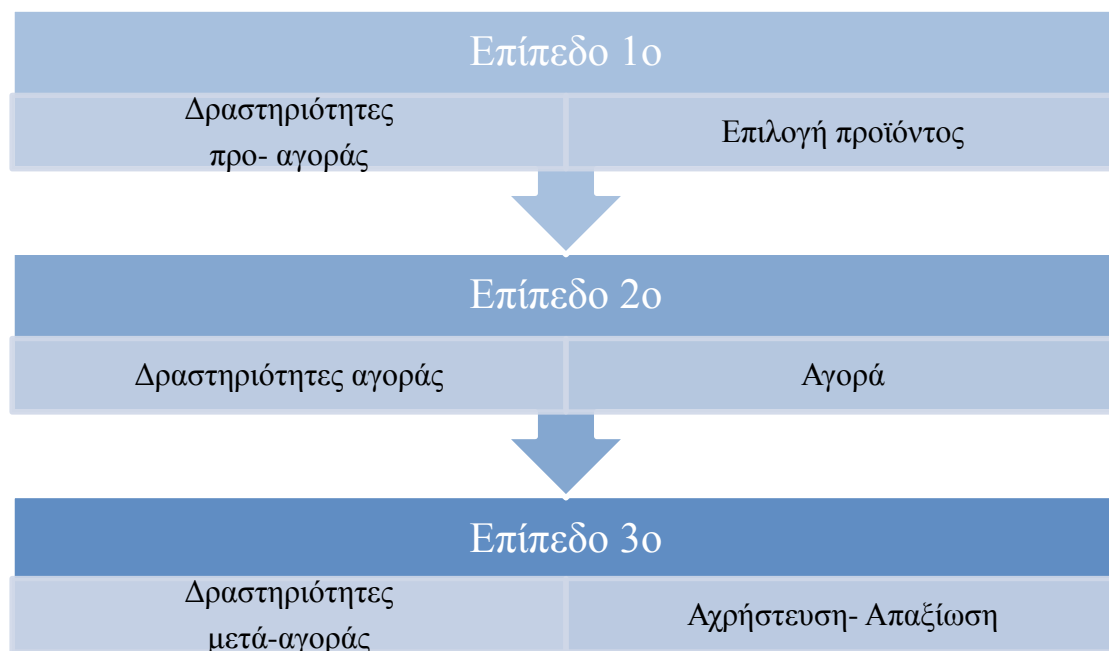 Επίπεδο 1ο
Δραστηριότητες
προ- αγοράς
Επιλογή προϊόντος
Επίπεδο 2ο
Δραστηριότητες αγοράς
Αγορά
Επίπεδο 3ο
Δραστηριότητες
μετά-αγοράς
Αχρήστευση- Απαξίωση